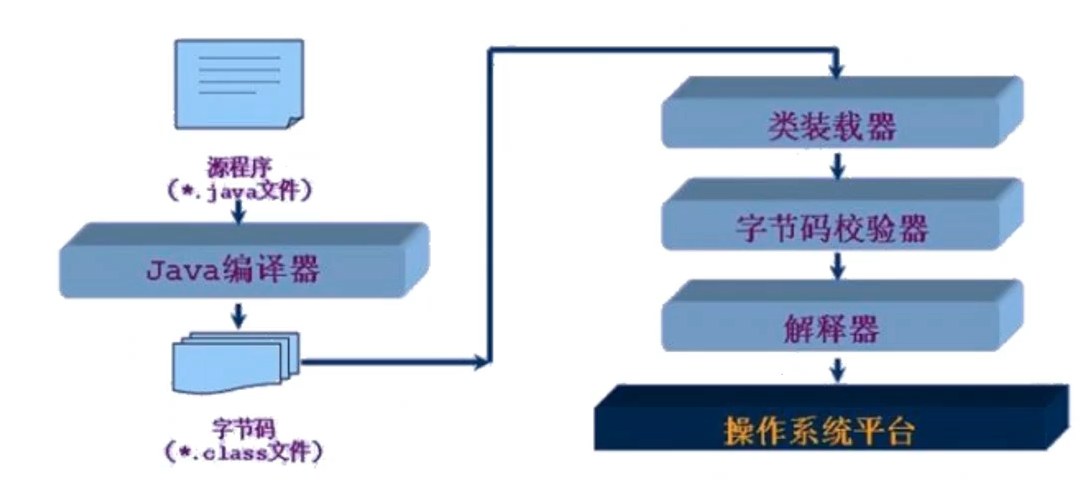 源程序
（*.java文件）
Java编译器
字节码
（*.class文件）
类装载器
字节码校验器
解释器
操作系统平台